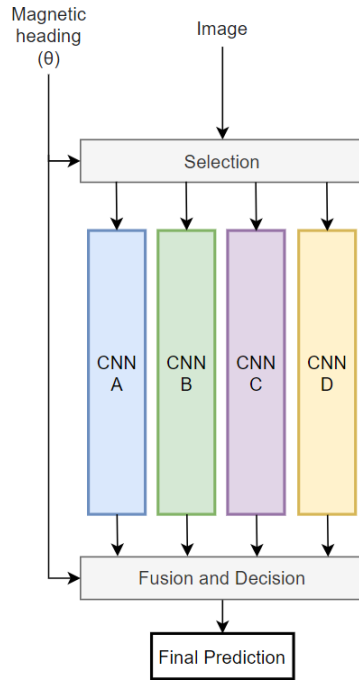 Magnetic
heading
(θ)
Image
Selection
CNN
A
CNN
B
CNN
C
CNN
D
Fusion and Decision
Final Prediction